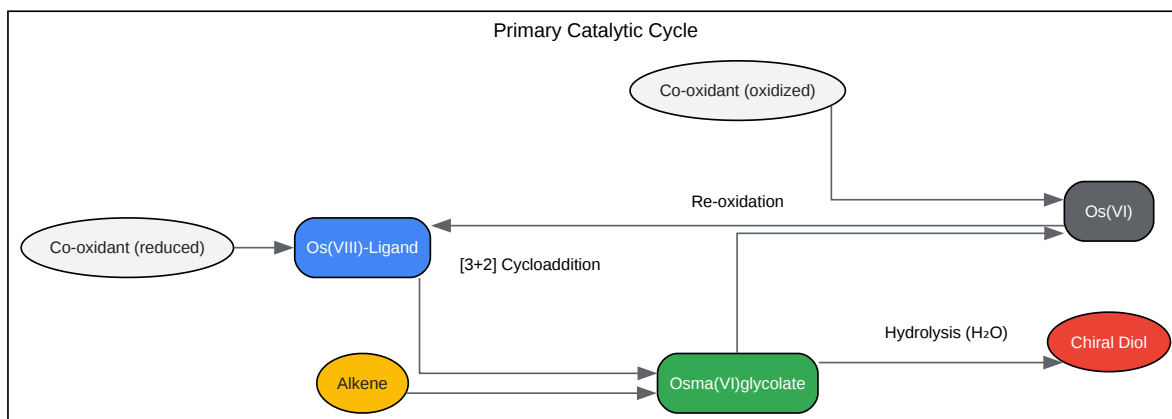 Primary Catalytic Cycle
Co-oxidant (oxidized)
Re-oxidation
Os(VI)
Co-oxidant (reduced)
Os(VIII)-Ligand
[3+2] Cycloaddition
Hydrolysis (H₂O)
Chiral Diol
Alkene
Osma(VI)glycolate